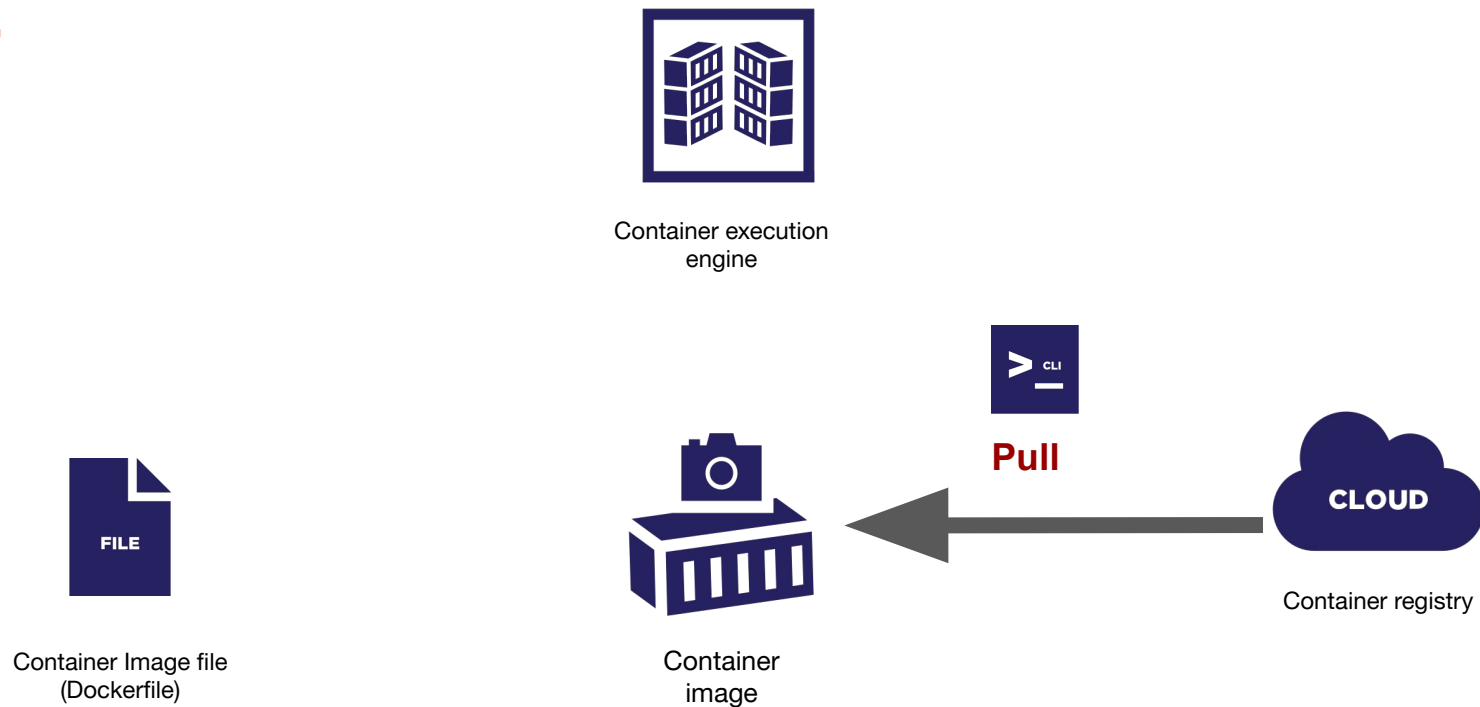 Container execution
engine
>_ CLI
Pull
CLOUD
FILE
Container registry
Container Image file
(Dockerfile)
Container
image